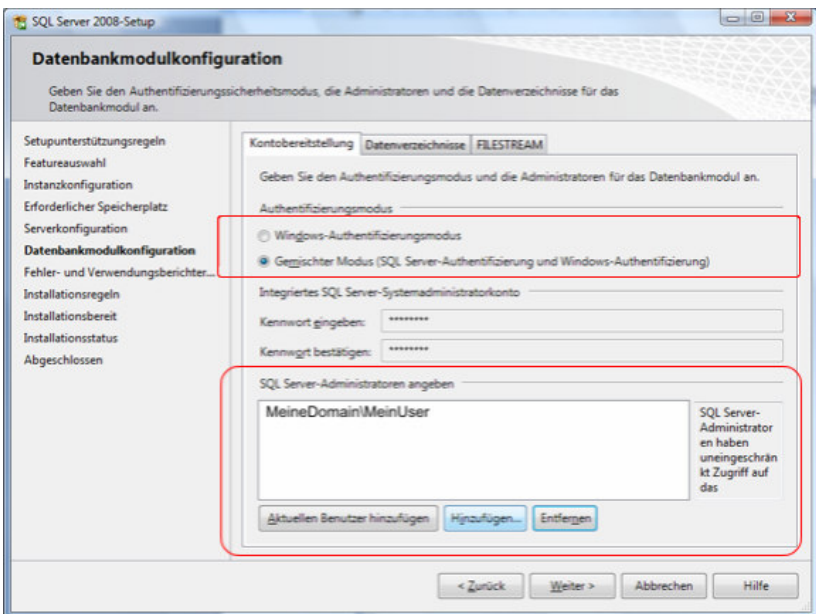 SQL Server 2008-Setup
Datenbankmodulkonfiguration
Geben Sie den Authentifizierungssicherheitsmodus, die Administratoren und die Datenverzeichnisse für das
Datenbankmodul an.
Setupunterstützungsregeln
Featureauswahl
Instanzkonfiguration
Erforderlicher Speicherplatz
Serverkonfiguration
Datenbankmodulkonfiguration
Fehler- und Verwendungsberichter...
Installationsregeln
Installationsbereit
Installationsstatus
Abgeschlossen
Kontobereitstellung
Datenverzeichnisse
FILESTREAM
Geben Sie den Authentifizierungsmodus und die Administratoren für das Datenbankmodul an.
Authentifizierungsmodus
Windows-Authentifizierungsmodus
Gemischter Modus (SQL Server-Authentifizierung und Windows-Authentifizierung)
Integriertes SQL Server-Systemadministratorkonto
Kennwort eingeben:
********
Kennwort bestätigen:
********
SQL Server-Administratoren angeben
MeineDomain\MeinUser
SQL Server-
Administrator
en haben
uneingeschrän
kt Zugriff auf
das
Aktuellen Benutzer hinzufügen
Hinzufügen...
Entfernen
< Zurück
Weiter >
Abbrechen
Hilfe